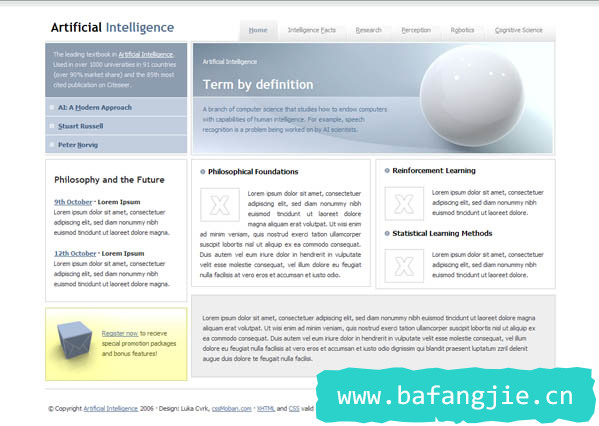 Artificial Intelligence
Home
Intelligence Facts
Research
Perception
Robotics
Cognitive Science
The leading textbook in Artificial Intelligence.
Used in over 1000 universities in 91 countries
(over 90% market share) and the 85th most
cited publication on Citeseer.
AI: A Modern Approach
Stuart Russell
Peter Norvig
Artificial Intelligence
Term by definition
A branch of computer science that studies how to endow computers
with capabilities of human intelligence. For example, speech
recognition is a problem being worked on by AI scientists.
Philosophy and the Future
9th October • Lorem Ipsum
Lorem ipsum dolor sit amet, consectetuer
adipiscing elit, sed diam nonummy nibh
euismod tincidunt ut laoreet dolore magna.
12th October • Lorem Ipsum
Lorem ipsum dolor sit amet, consectetuer
adipiscing elit, sed diam nonummy nibh
euismod tincidunt ut laoreet dolore magna.
Register now to recieve
special promotion packages
and bonus features!
Philosophical Foundations
Lorem ipsum dolor sit amet, consectetuer
adipiscing elit, sed diam nonummy nibh
euismod tincidunt ut laoreet dolore
magna aliquam erat volutpat. Ut wisi enim
ad minim veniam, quis nostrud exerci tation ullamcorper
suscipit lobortis nisl ut aliquip ex ea commodo consequat.
Duis autem vel eum iriure dolor in hendrerit in vulputate
velit esse molestie consequat, vel illum dolore eu feugiat
nulla facilisis at vero eros et accumsan et iusto odio.
Reinforcement Learning
Lorem ipsum dolor sit amet, consectetuer
adipiscing elit, sed diam nonummy nibh
euismod tincidunt ut laoreet dolore.
Statistical Learning Methods
Lorem ipsum dolor sit amet, consectetuer
adipiscing elit, sed diam nonummy nibh
euismod tincidunt ut laoreet dolore.
Lorem ipsum dolor sit amet, consectetuer adipiscing elit, sed diam nonummy nibh euismod tincidunt ut laoreet dolore magna
aliquam erat volutpat. Ut wisi enim ad minim veniam, quis nostrud exerci tation ullamcorper suscipit lobortis nisl ut aliquip ex
ea commodo consequat. Duis autem vel eum iriure dolor in hendrerit in vulputate velit esse molestie consequat, vel illum
dolore eu feugiat nulla facilisis at vero eros et accumsan et iusto odio dignissim qui blandit praesent luptatum zzril delenit
augue duis dolore te feugait nulla facilisi.
© Copyright Artificial Intelligence 2006 • Design: Luka Cvrk, cssMoban.com • XHTML and CSS valid
www.bafangjie.cn